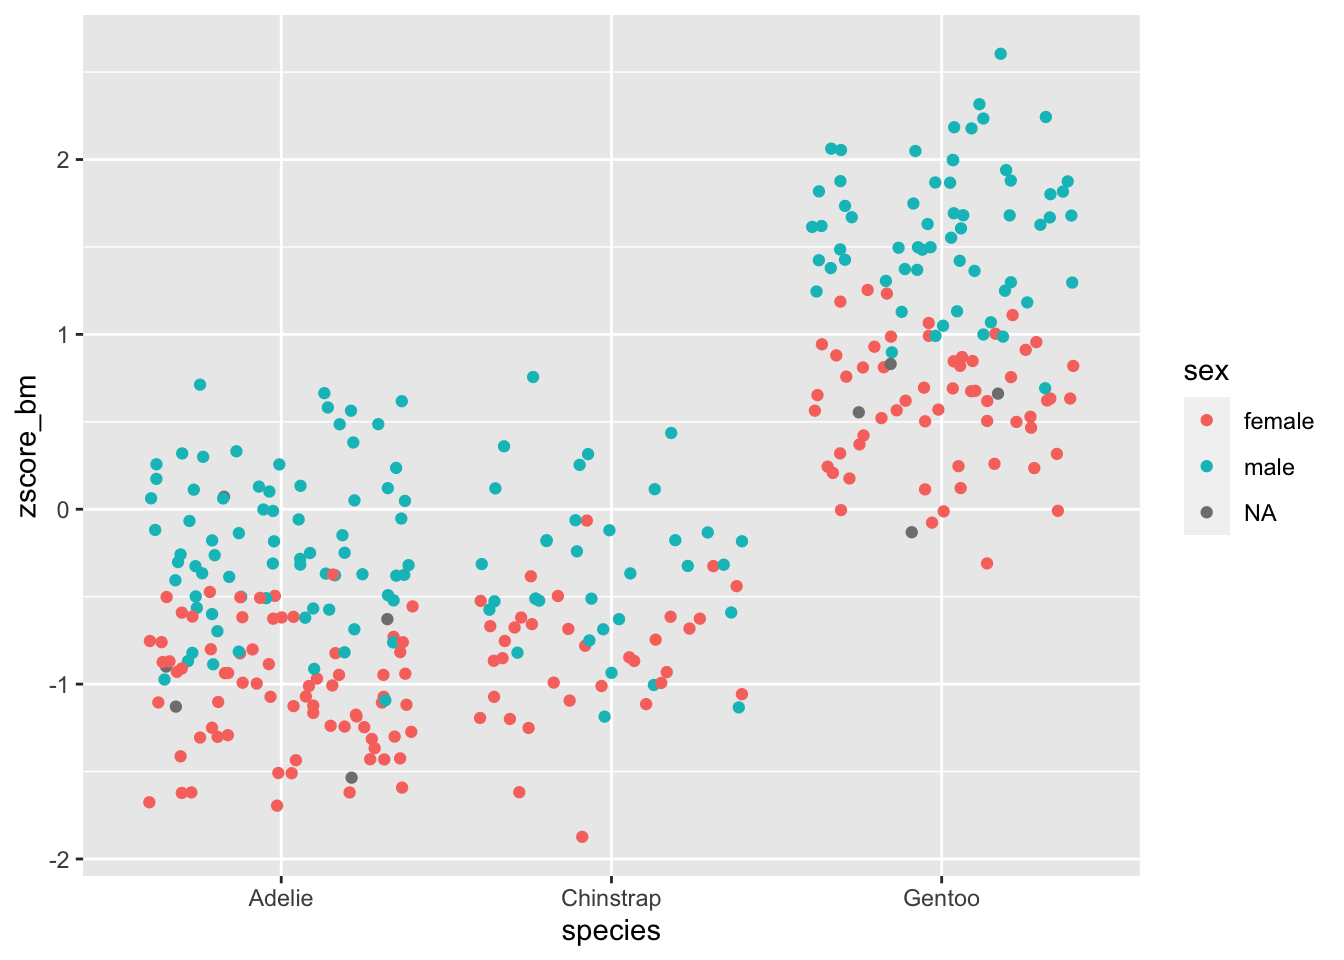 zscore_bm
2
1
0
-1
-2
Adelie
Chinstrap
Gentoo
species
sex
female
male
NA